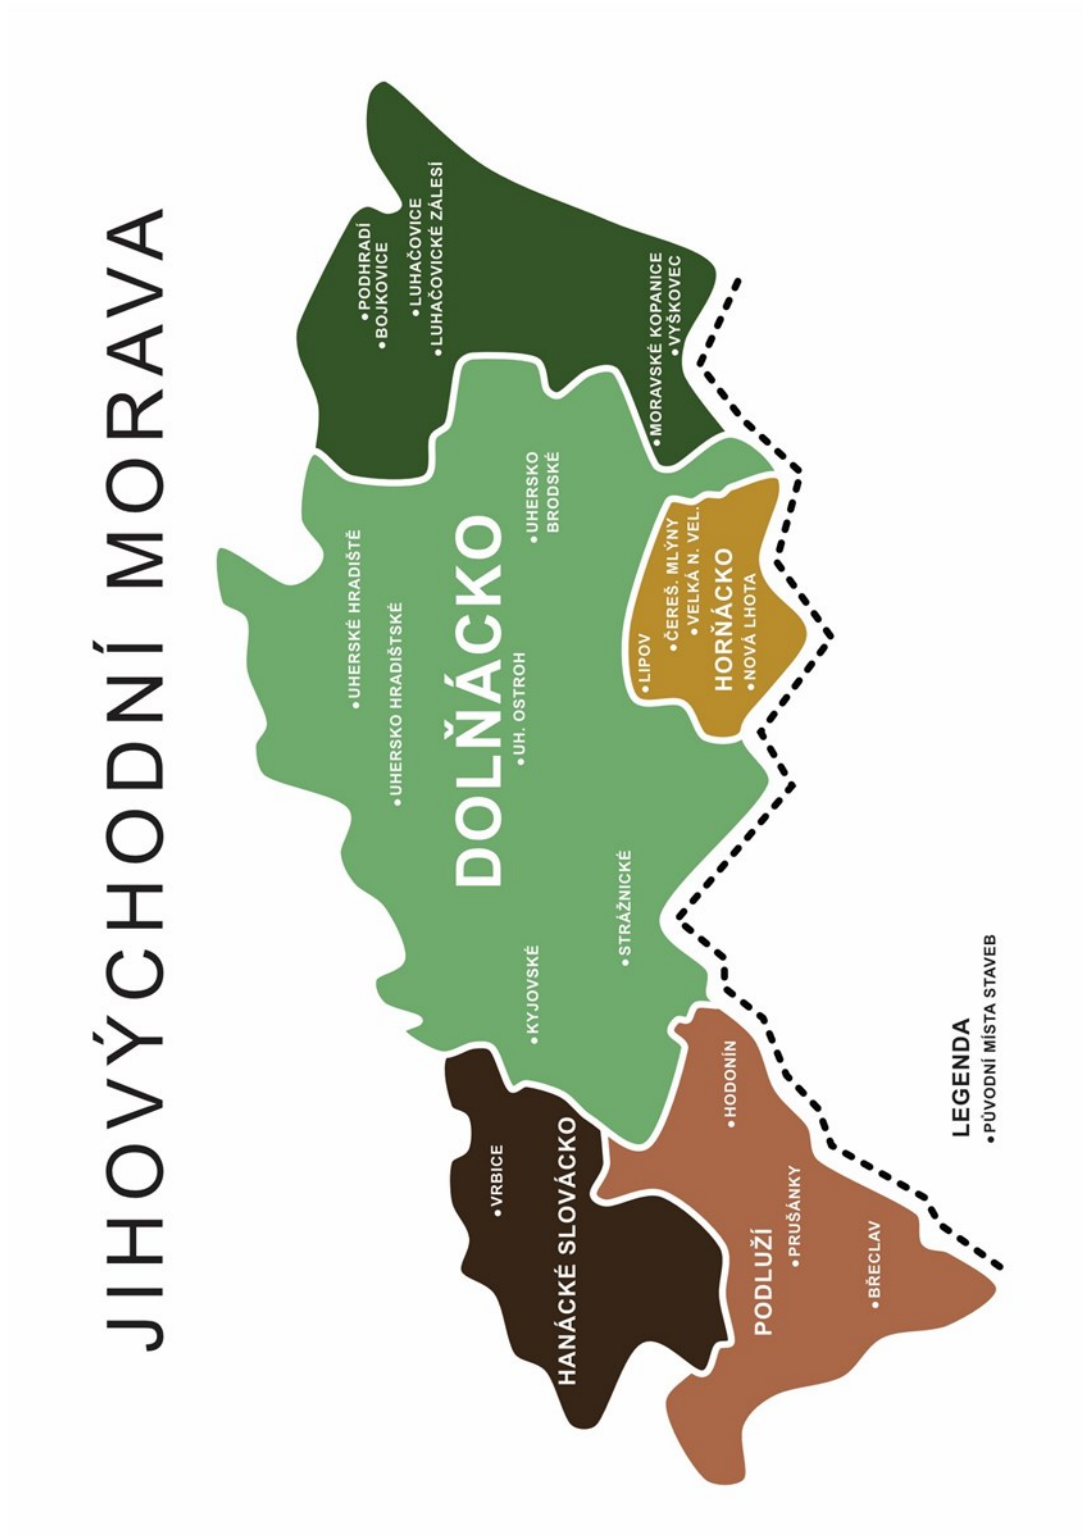 JIHOVÝCHODNÍ MORAVA
•PODHRADÍ
•BOJKOVICE
•LUHAČOVICE
•LUHAČOVICKÉ ZÁLESÍ
•MORAVSKÉ KOPANICE
•VYŠKOVEC
•UHERSKÉ HRADIŠTĚ
•UHERSKO HRADIŠTSKÉ
DOLŇÁCKO
•UH. OSTROH
•UHERSKO
BRODSKÉ
•KYJOVSKÉ
•STRÁŽNICKÉ
•LIPOV
•ČEREŠ. MLÝNY
•VELKÁ N. VEL.
HORŇÁCKO
•NOVÁ LHOTA
•VRBICE
HANÁCKÉ SLOVÁCKO
•HODONÍN
PODLUŽÍ
•PRUŠÁNKY
•BŘECLAV
LEGENDA
•PŮVODNÍ MÍSTA STAVEB